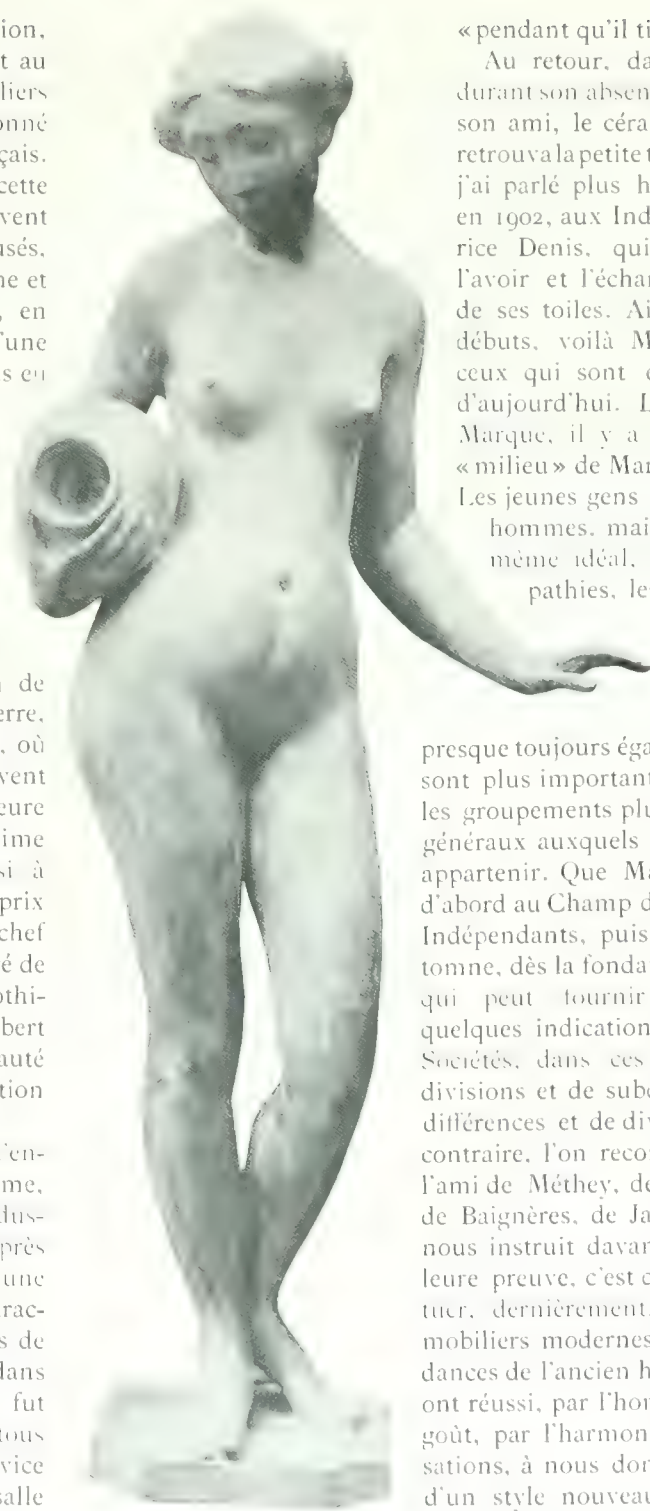 ion,
t au
liers
onné
çais.
cette
vent
usés,
ne et
, en
l'une
s en
de
erre,
, où
vent
eure
ime
si à
prix
chef
é de
othi-
bert
auté
tion
d'en-
me,
dus-
près
une
rac-
s de
dans
fut
tous
vice
salle
« pendant qu'il ti
Au retour, da
durant son absen
son ami, le céra
retrouva la petite t
j'ai parlé plus h
en 1902, aux Ind
rice Denis, qui
l'avoir et l'échar
de ses toiles. Ai
débuts, voilà M
ceux qui sont
d'aujourd'hui. L
Marque, il y a
« milieu » de Mar
Les jeunes gens
hommes, mai
même idéal,
pathies, le
presque toujours éga
sont plus important
les groupements plu
généraux auxquels
appartenir. Que Ma
d'abord au Champ d
Indépendants, puis
tomne, dès la fonda
qui peut fournir
quelques indication
Sociétés, dans ces
divisions et de subd
différences et de div
contraire, l'on reco
l'ami de Méthey, de
de Baignères, de Ja
nous instruit davar
leure preuve, c'est c
tuer, dernièrement,
mobiliers modernes
dances de l'ancien h
ont réussi, par l'hor
goût, par l'harmon
sations, à nous dor
d'un style nouveau